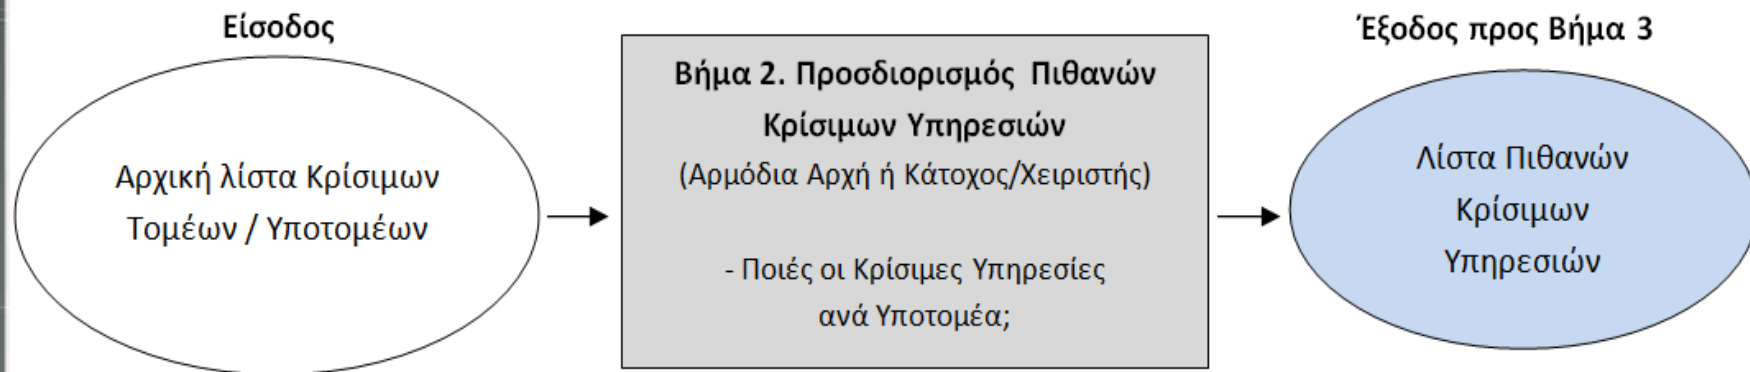 Είσοδος
Αρχική λίστα Κρίσιμων
Τομέων / Υποτομέων
Βήμα 2. Προσδιορισμός Πιθανών
Κρίσιμων Υπηρεσιών
(Αρμόδια Αρχή ή Κάτοχος/Χειριστής)
- Ποιές οι Κρίσιμες Υπηρεσίες
ανά Υποτομέα;
Έξοδος προς Βήμα 3
Λίστα Πιθανών
Κρίσιμων
Υπηρεσιών